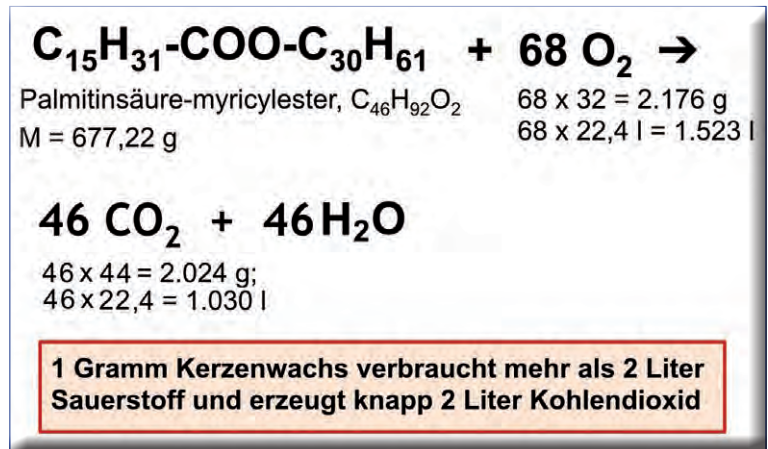 C₁₅H₃₁-COO-C₃₀H₆₁ + 68 O₂ ➔
Palmitinsäure-myricylester, C₄₆H₉₂O₂ 68 x 32 = 2.176 g
M = 677,22 g 68 x 22,4 l = 1.523 l
46 CO₂ + 46 H₂O
46 x 44 = 2.024 g;
46 x 22,4 = 1.030 l
1 Gramm Kerzenwachs verbraucht mehr als 2 Liter
Sauerstoff und erzeugt knapp 2 Liter Kohlendioxid